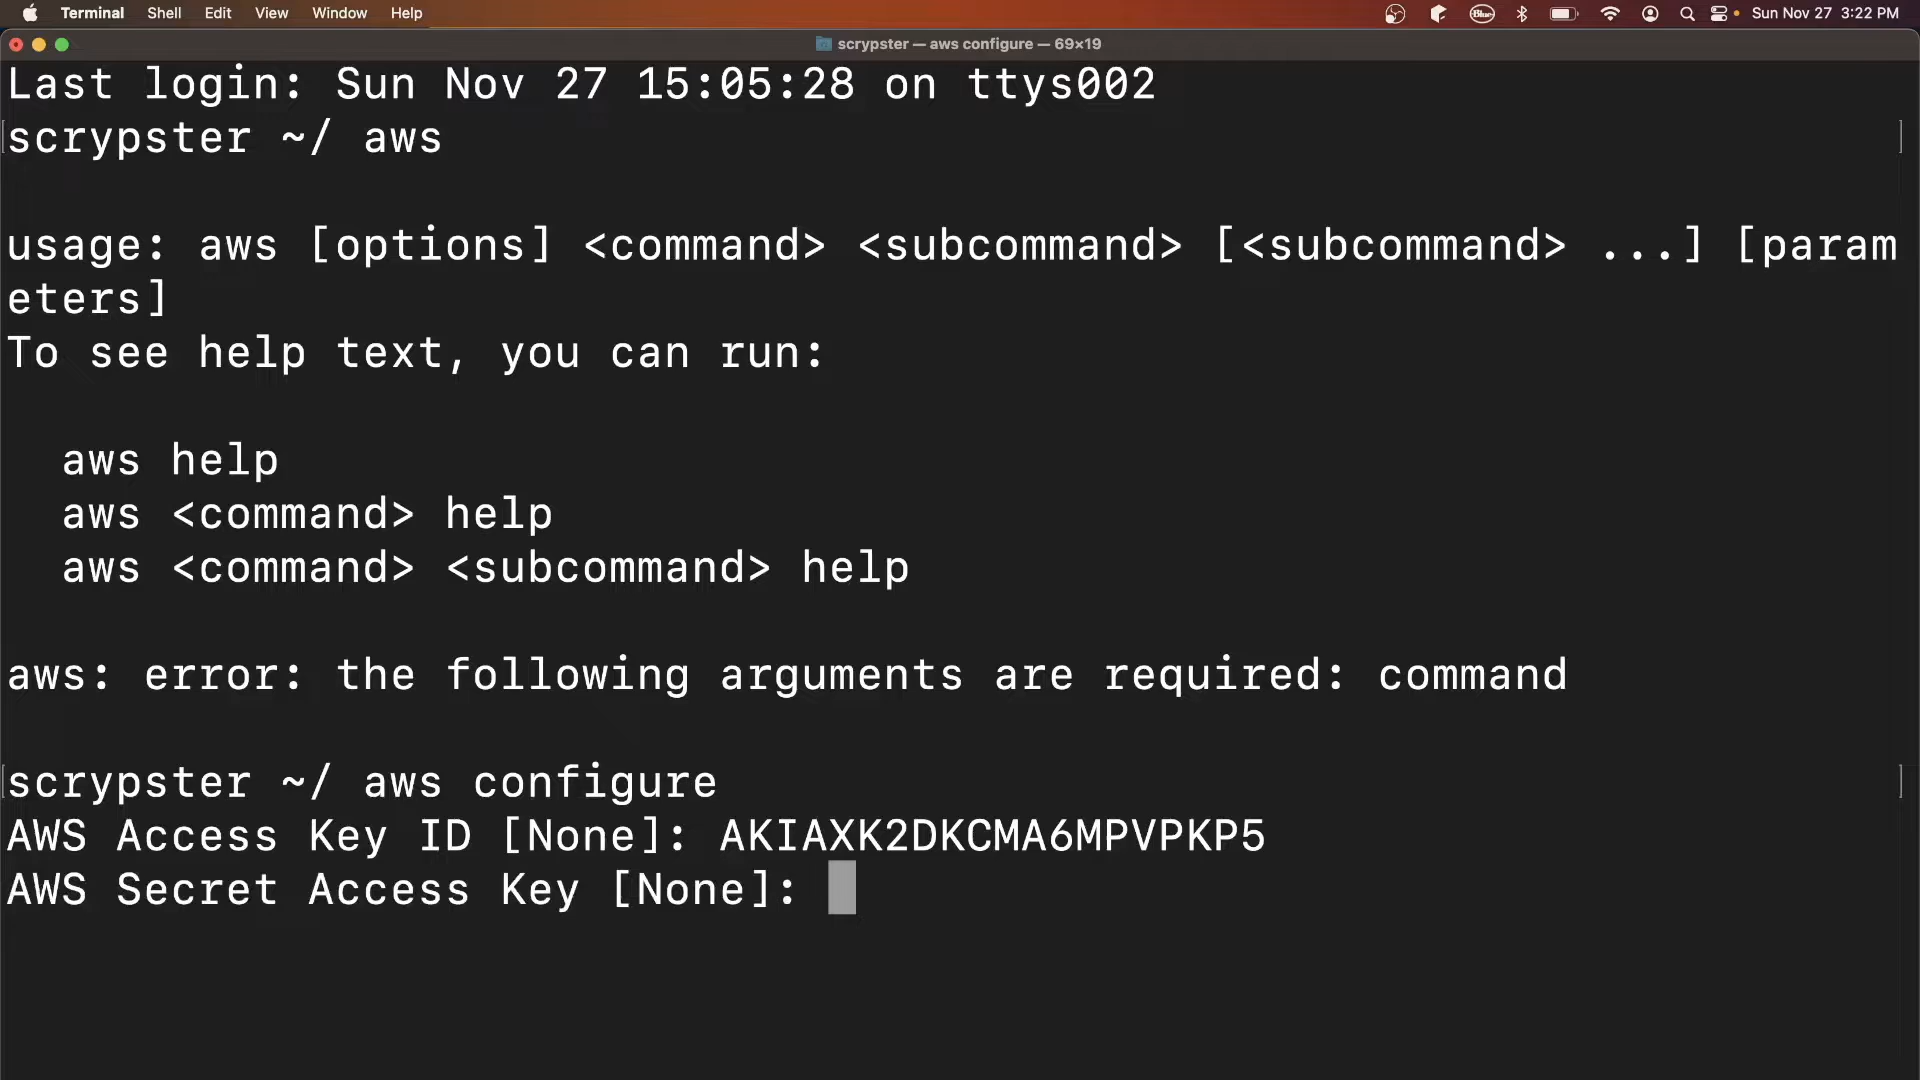 Terminal Shell Edit View Window Help Blue Sun Nov 27 3:22 PM
scrypster — aws configure — 69×19
Last login: Sun Nov 27 15:05:28 on ttys002
[scrypster ~/ aws ]
usage: aws [options] <command> <subcommand> [<subcommand> ...] [param
eters]
To see help text, you can run:
aws help
aws <command> help
aws <command> <subcommand> help
aws: error: the following arguments are required: command
[scrypster ~/ aws configure ]
AWS Access Key ID [None]: AKIAXK2DKCMA6MPVPKP5
AWS Secret Access Key [None]: